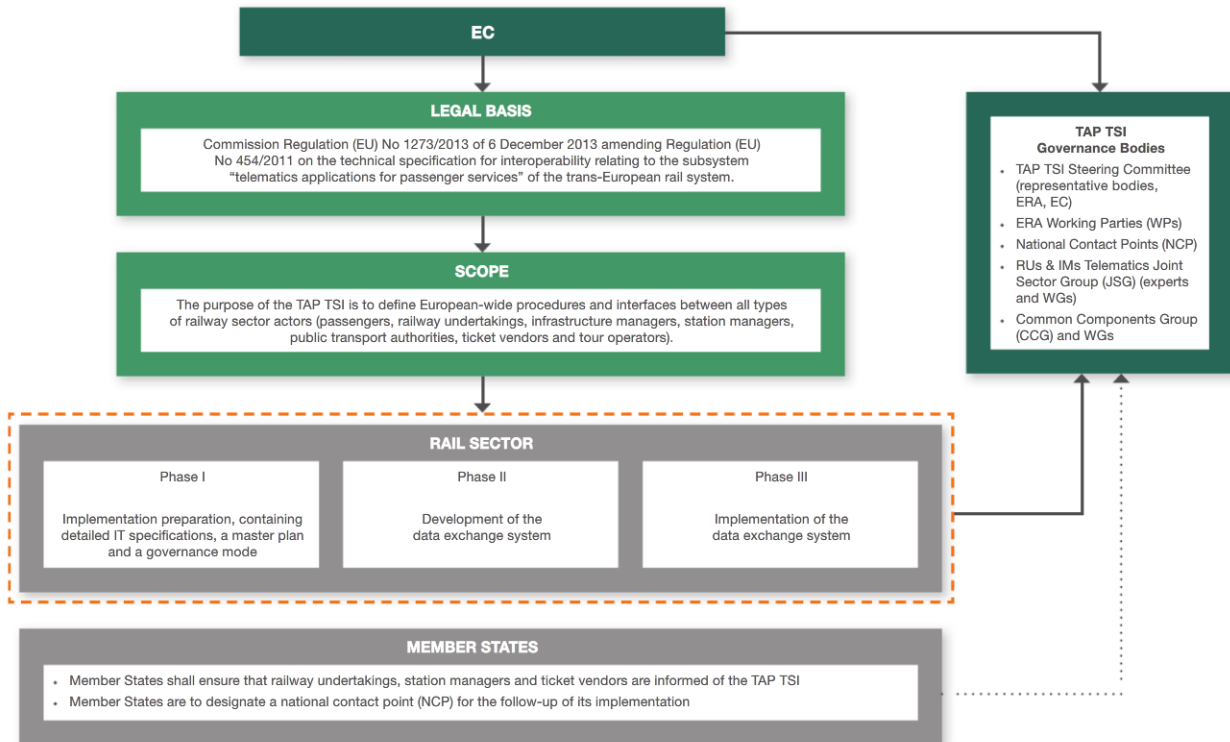 EC
LEGAL BASIS
Commission Regulation (EU) No 1273/2013 of 6 December 2013 amending Regulation (EU)
No 454/2011 on the technical specification for interoperability relating to the subsystem
“telematics applications for passenger services” of the trans-European rail system.
SCOPE
The purpose of the TAP TSI is to define European-wide procedures and interfaces between all types
of railway sector actors (passengers, railway undertakings, infrastructure managers, station managers,
public transport authorities, ticket vendors and tour operators).
TAP TSI
Governance Bodies
• TAP TSI Steering Committee
(representative bodies,
ERA, EC)
• ERA Working Parties (WPs)
• National Contact Points (NCP)
• RUs & IMs Telematics Joint
Sector Group (JSG) (experts
and WGs)
• Common Components Group
(CCG) and WGs
RAIL SECTOR
Phase I
Implementation preparation, containing
detailed IT specifications, a master plan
and a governance mode
Phase II
Development of the
data exchange system
Phase III
Implementation of the
data exchange system
MEMBER STATES
• Member States shall ensure that railway undertakings, station managers and ticket vendors are informed of the TAP TSI
• Member States are to designate a national contact point (NCP) for the follow-up of its implementation